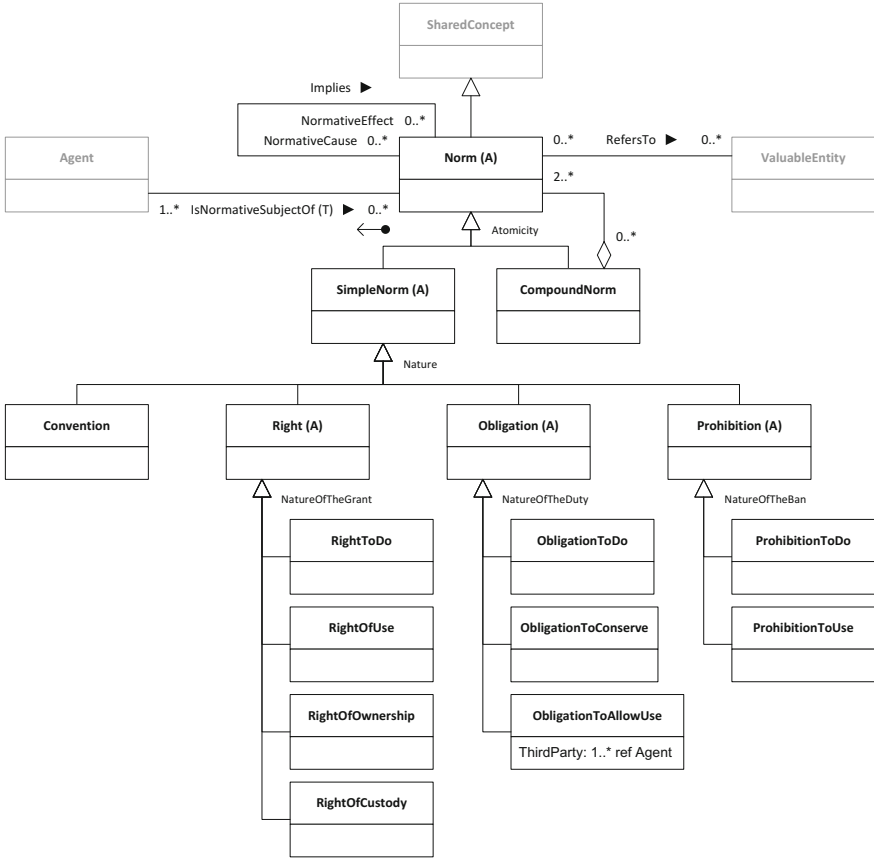 SharedConcept
Implies ►
NormativeEffect 0..*
NormativeCause 0..*
Agent
Norm (A)
0..* RefersTo ► 0..*
ValuableEntity
2..*
1..* IsNormativeSubjectOf (T) ► 0..*
Atomicity
0..*
SimpleNorm (A)
CompoundNorm
Nature
Convention
Right (A)
Obligation (A)
Prohibition (A)
NatureOfTheGrant
NatureOfTheDuty
NatureOfTheBan
RightToDo
ObligationToDo
ProhibitionToDo
RightOfUse
ObligationToConserve
ProhibitionToUse
RightOfOwnership
ObligationToAllowUse
ThirdParty: 1..* ref Agent
RightOfCustody